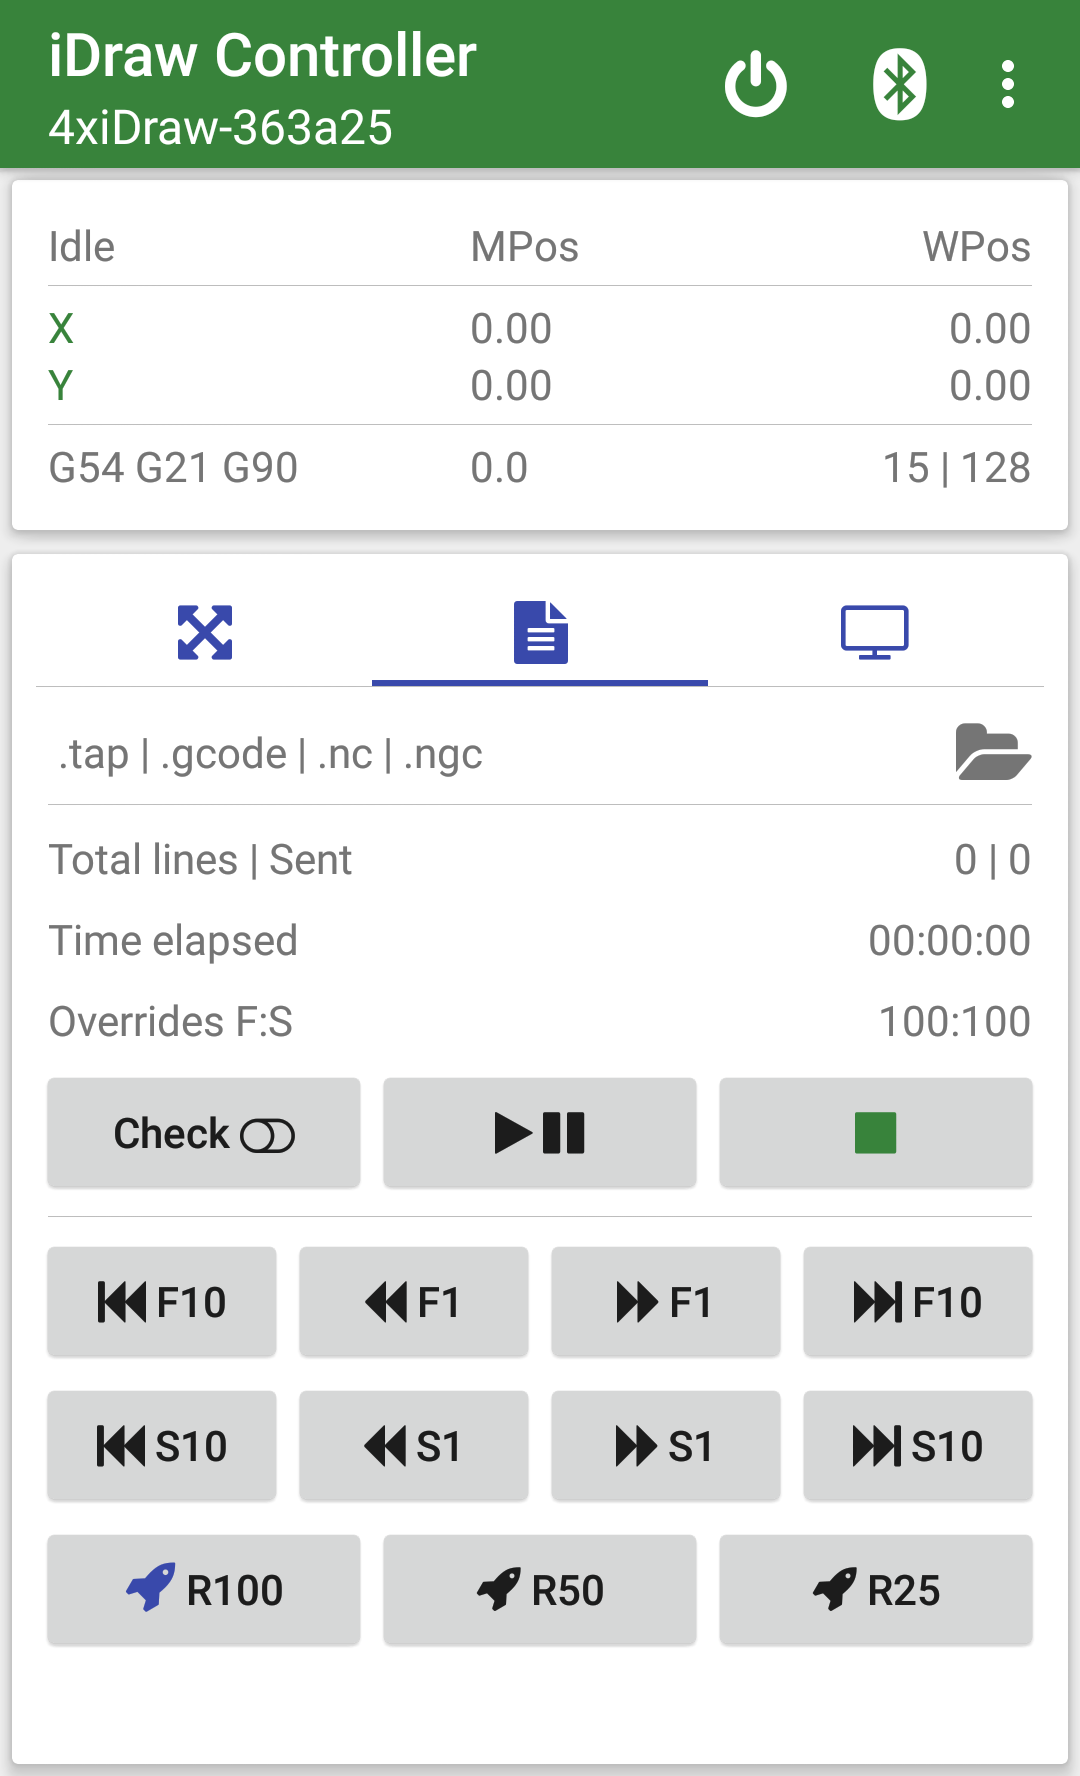 iDraw Controller
4xiDraw-363a25
Idle MPos WPos
X 0.00 0.00
Y 0.00 0.00
G54 G21 G90 0.0 15 | 128
.tap | .gcode | .nc | .ngc
Total lines | Sent 0 | 0
Time elapsed 00:00:00
Overrides F:S 100:100
Check
F10 F1 F1 F10
S10 S1 S1 S10
R100 R50 R25